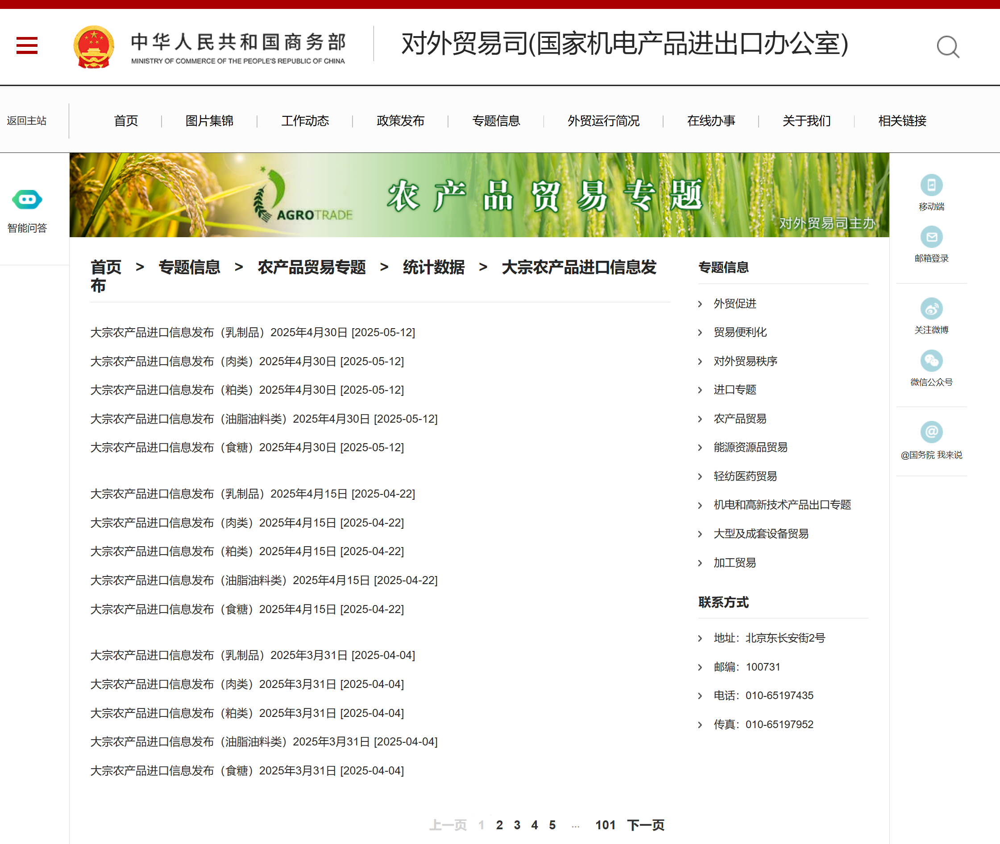 中华人民共和国商务部
MINISTRY OF COMMERCE OF THE PEOPLE'S REPUBLIC OF CHINA
对外贸易司(国家机电产品进出口办公室)
返回主站
首页 图片集锦 工作动态 政策发布 专题信息 外贸运行简况 在线办事 关于我们 相关链接
智能问答
AGROTRADE
农产品贸易专题
对外贸易司主办
首页 > 专题信息 > 农产品贸易专题 > 统计数据 > 大宗农产品进口信息发
布
大宗农产品进口信息发布（乳制品）2025年4月30日 [2025-05-12]
大宗农产品进口信息发布（肉类）2025年4月30日 [2025-05-12]
大宗农产品进口信息发布（粕类）2025年4月30日 [2025-05-12]
大宗农产品进口信息发布（油脂油料类）2025年4月30日 [2025-05-12]
大宗农产品进口信息发布（食糖）2025年4月30日 [2025-05-12]
大宗农产品进口信息发布（乳制品）2025年4月15日 [2025-04-22]
大宗农产品进口信息发布（肉类）2025年4月15日 [2025-04-22]
大宗农产品进口信息发布（粕类）2025年4月15日 [2025-04-22]
大宗农产品进口信息发布（油脂油料类）2025年4月15日 [2025-04-22]
大宗农产品进口信息发布（食糖）2025年4月15日 [2025-04-22]
大宗农产品进口信息发布（乳制品）2025年3月31日 [2025-04-04]
大宗农产品进口信息发布（肉类）2025年3月31日 [2025-04-04]
大宗农产品进口信息发布（粕类）2025年3月31日 [2025-04-04]
大宗农产品进口信息发布（油脂油料类）2025年3月31日 [2025-04-04]
大宗农产品进口信息发布（食糖）2025年3月31日 [2025-04-04]
上一页 1 2 3 4 5 ... 101 下一页
专题信息
外贸促进
贸易便利化
对外贸易秩序
进口专题
农产品贸易
能源资源品贸易
轻纺医药贸易
机电和高新技术产品出口专题
大型及成套设备贸易
加工贸易
联系方式
地址：北京东长安街2号
邮编：100731
电话：010-65197435
传真：010-65197952
移动端
邮箱登录
关注微博
微信公众号
@国务院 我来说